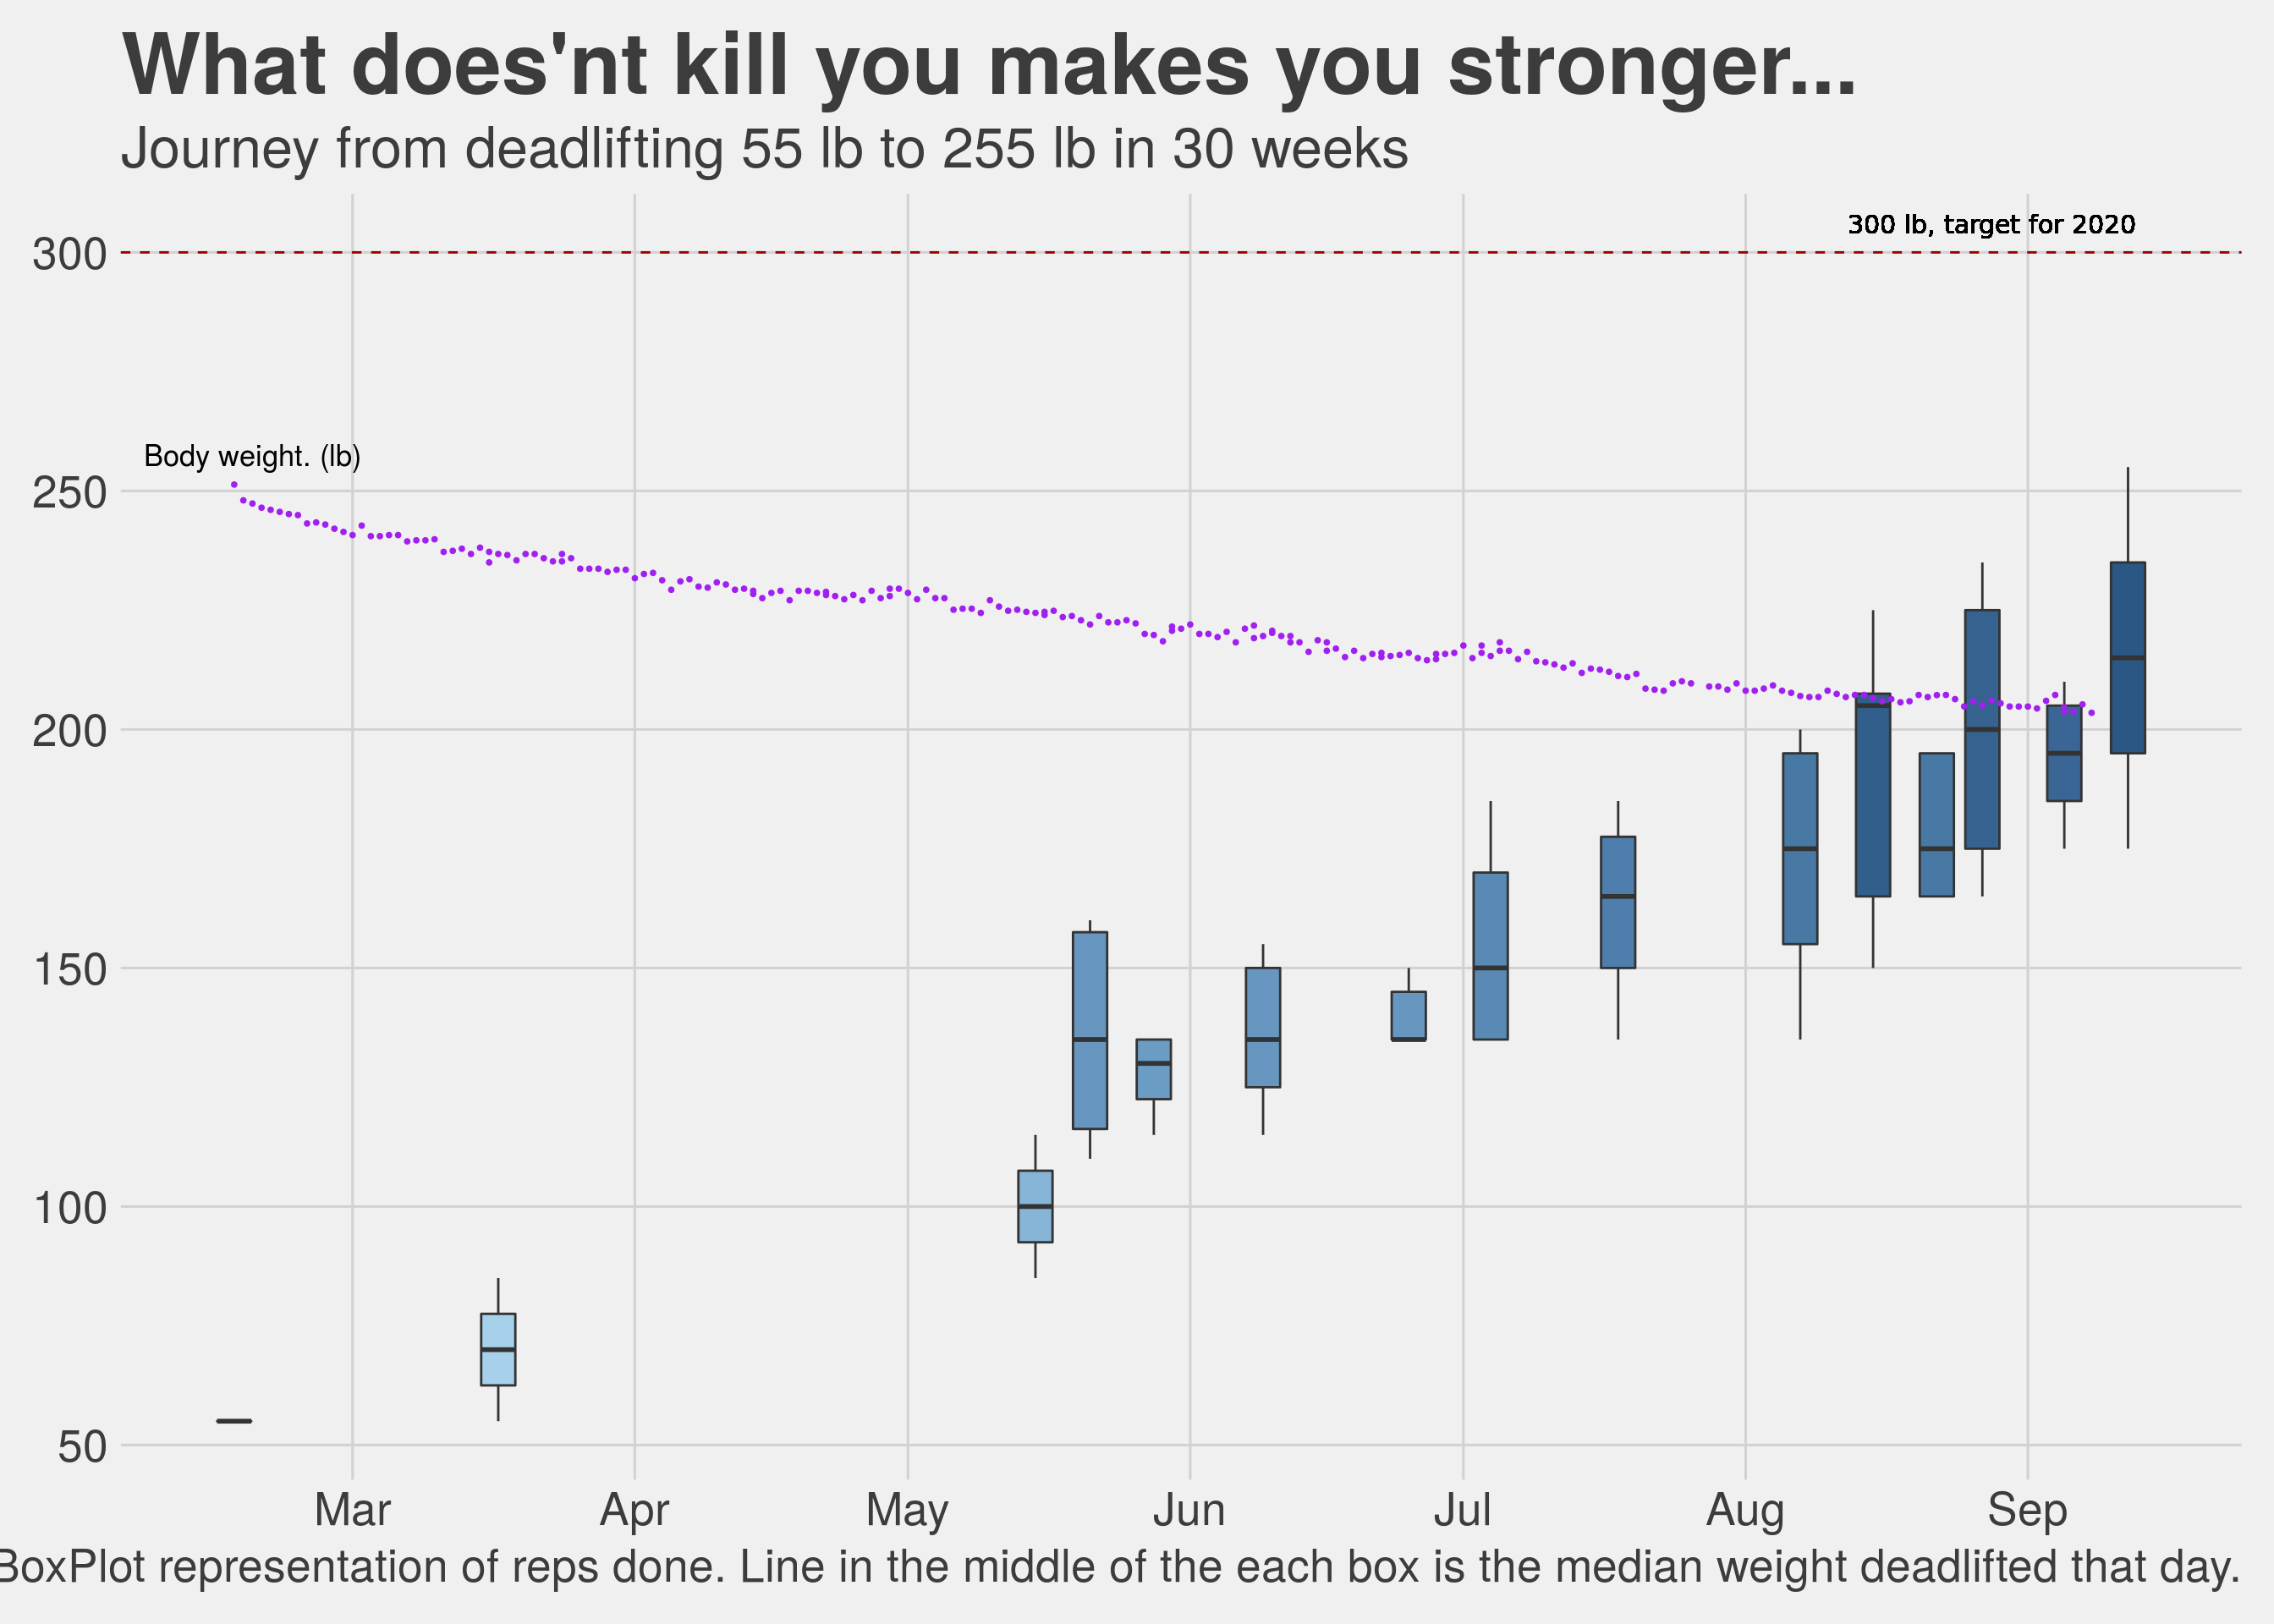 What does'nt kill you makes you stronger...
Journey from deadlifting 55 lb to 255 lb in 30 weeks
300 lb, target for 2020
300
Body weight. (lb)
250
200
150
100
50
Mar Apr May Jun Jul Aug Sep
BoxPlot representation of reps done. Line in the middle of the each box is the median weight deadlifted that day.